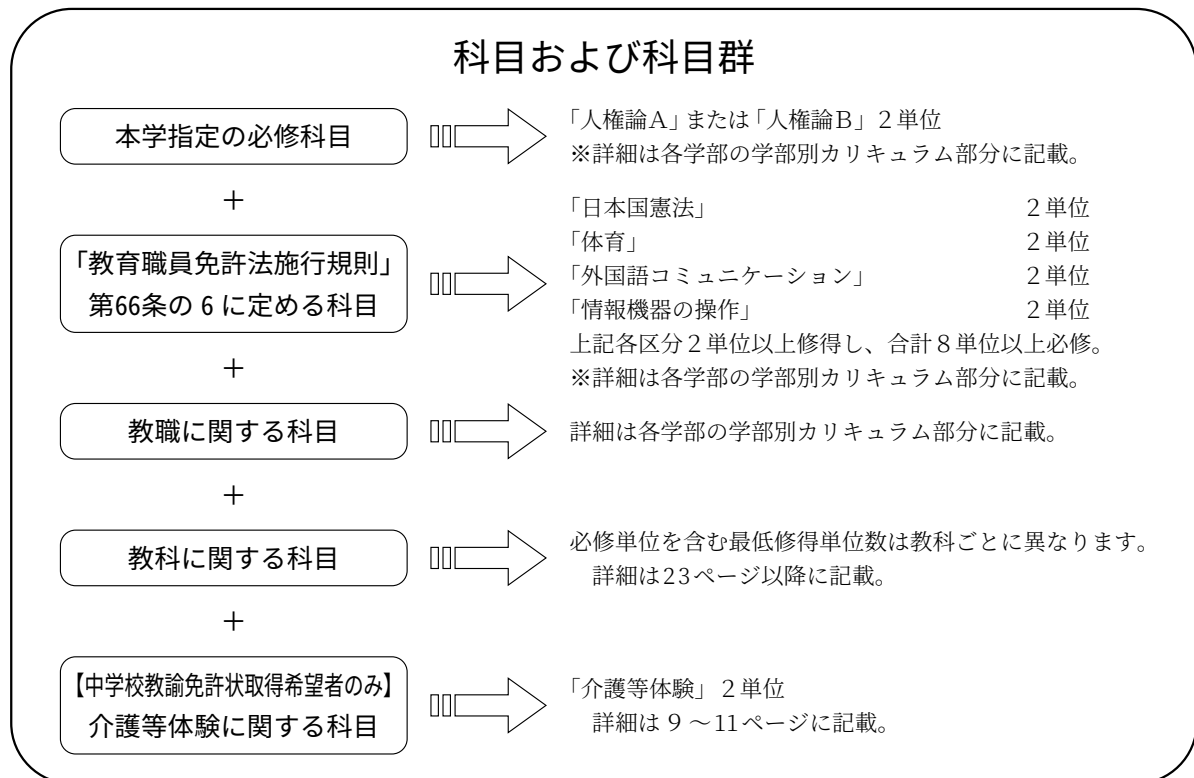 科目および科目群
本学指定の必修科目
「人権論A」または「人権論B」2単位
※詳細は各学部の学部別カリキュラム部分に記載。
+
「教育職員免許法施行規則」
第66条の6に定める科目
「日本国憲法」 2単位
「体育」 2単位
「外国語コミュニケーション」 2単位
「情報機器の操作」 2単位
上記各区分2単位以上修得し、合計8単位以上必修。
※詳細は各学部の学部別カリキュラム部分に記載。
+
教職に関する科目
詳細は各学部の学部別カリキュラム部分に記載。
+
教科に関する科目
必修単位を含む最低修得単位数は教科ごとに異なります。
詳細は23ページ以降に記載。
+
【中学校教諭免許状取得希望者のみ】
介護等体験に関する科目
「介護等体験」2単位
詳細は9~11ページに記載。